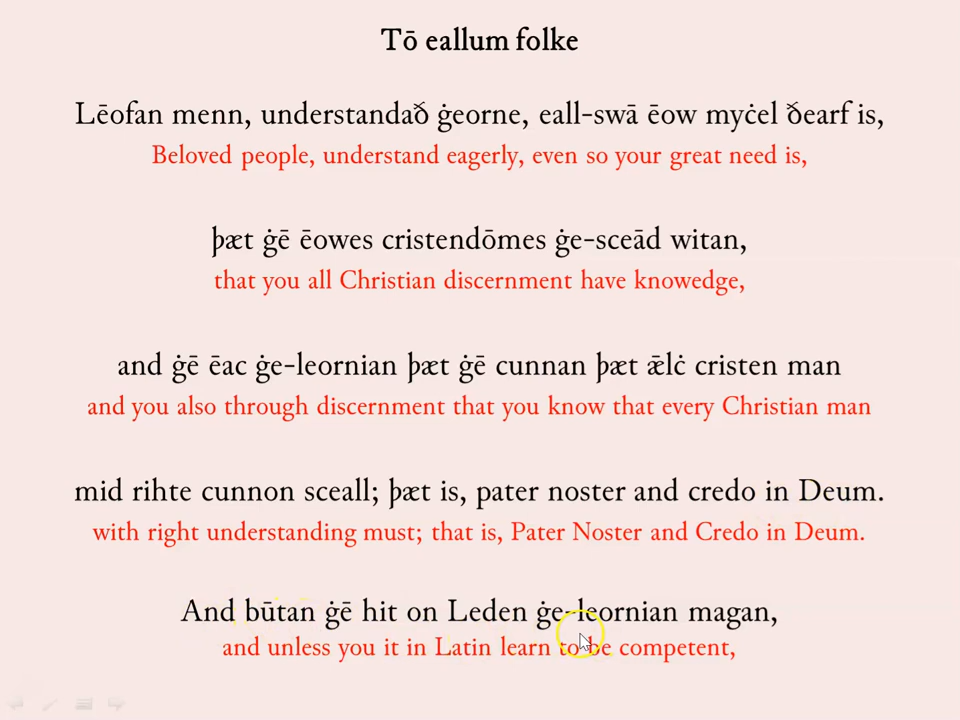 Tō eallum folke
Lēofan menn, understandað ġeorne, eall-swā ēow myċel ðearf is,
Beloved people, understand eagerly, even so your great need is,
þæt ġē ēowes cristendōmes ġe-sceād witan,
that you all Christian discernment have knowedge,
and ġē ēac ġe-leornian þæt ġē cunnan þæt ǣlċ cristen man
and you also through discernment that you know that every Christian man
mid rihte cunnon sceall; þæt is, pater noster and credo in Deum.
with right understanding must; that is, Pater Noster and Credo in Deum.
And būtan ġē hit on Leden ġe-leornian magan,
and unless you it in Latin learn to be competent,